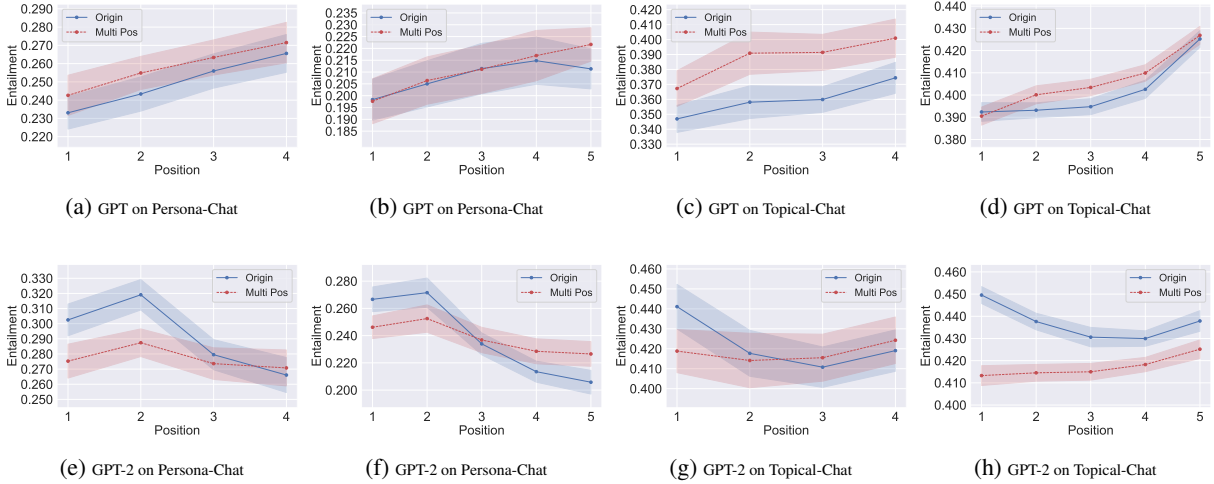 0.290
0.280
0.270
0.260
0.250
0.240
0.230
0.220
Entailment
Origin
Multi Pos
1 2 3 4
Position
(a) GPT on Persona-Chat
0.235
0.230
0.225
0.220
0.215
0.210
0.205
0.200
0.195
0.190
0.185
Entailment
Origin
Multi Pos
1 2 3 4 5
Position
(b) GPT on Persona-Chat
0.420
0.410
0.400
0.390
0.380
0.370
0.360
0.350
0.340
0.330
Entailment
Origin
Multi Pos
1 2 3 4
Position
(c) GPT on Topical-Chat
0.440
0.430
0.420
0.410
0.400
0.390
0.380
Entailment
Origin
Multi Pos
1 2 3 4 5
Position
(d) GPT on Topical-Chat
0.330
0.320
0.310
0.300
0.290
0.280
0.270
0.260
0.250
Entailment
Origin
Multi Pos
1 2 3 4
Position
(e) GPT-2 on Persona-Chat
0.280
0.260
0.240
0.220
0.200
Entailment
Origin
Multi Pos
1 2 3 4 5
Position
(f) GPT-2 on Persona-Chat
0.460
0.450
0.440
0.430
0.420
0.410
0.400
Entailment
Origin
Multi Pos
1 2 3 4
Position
(g) GPT-2 on Topical-Chat
0.460
0.450
0.440
0.430
0.420
0.410
0.400
Entailment
Origin
Multi Pos
1 2 3 4 5
Position
(h) GPT-2 on Topical-Chat